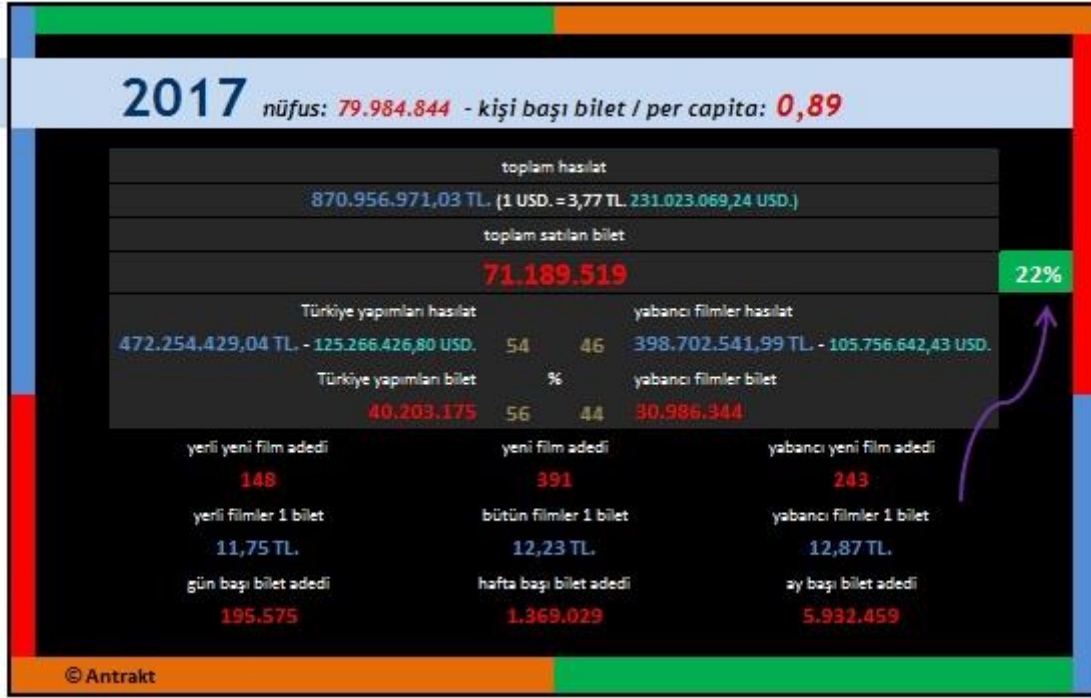 2017 nüfus: 79.984.844 - kişi başı bilet / per capita: 0,89
toplam hasılat
870.956.971,03 TL. (1 USD. = 3,77 TL. 231.023.069,24 USD.)
toplam satılan bilet
71.189.519
22%
Türkiye yapımları hasılat yabancı filmler hasılat
472.254.429,04 TL. - 125.266.426,80 USD. 54 46 398.702.541,99 TL. - 105.756.642,43 USD.
Türkiye yapımları bilet % yabancı filmler bilet
40.203.175 56 44 30.986.344
yerli yeni film adedi yeni film adedi yabancı yeni film adedi
148 391 243
yerli filmler 1 bilet bütün filmler 1 bilet yabancı filmler 1 bilet
11,75 TL. 12,23 TL. 12,87 TL.
gün başı bilet adedi hafta başı bilet adedi ay başı bilet adedi
195.575 1.369.029 5.932.459
© Antrakt